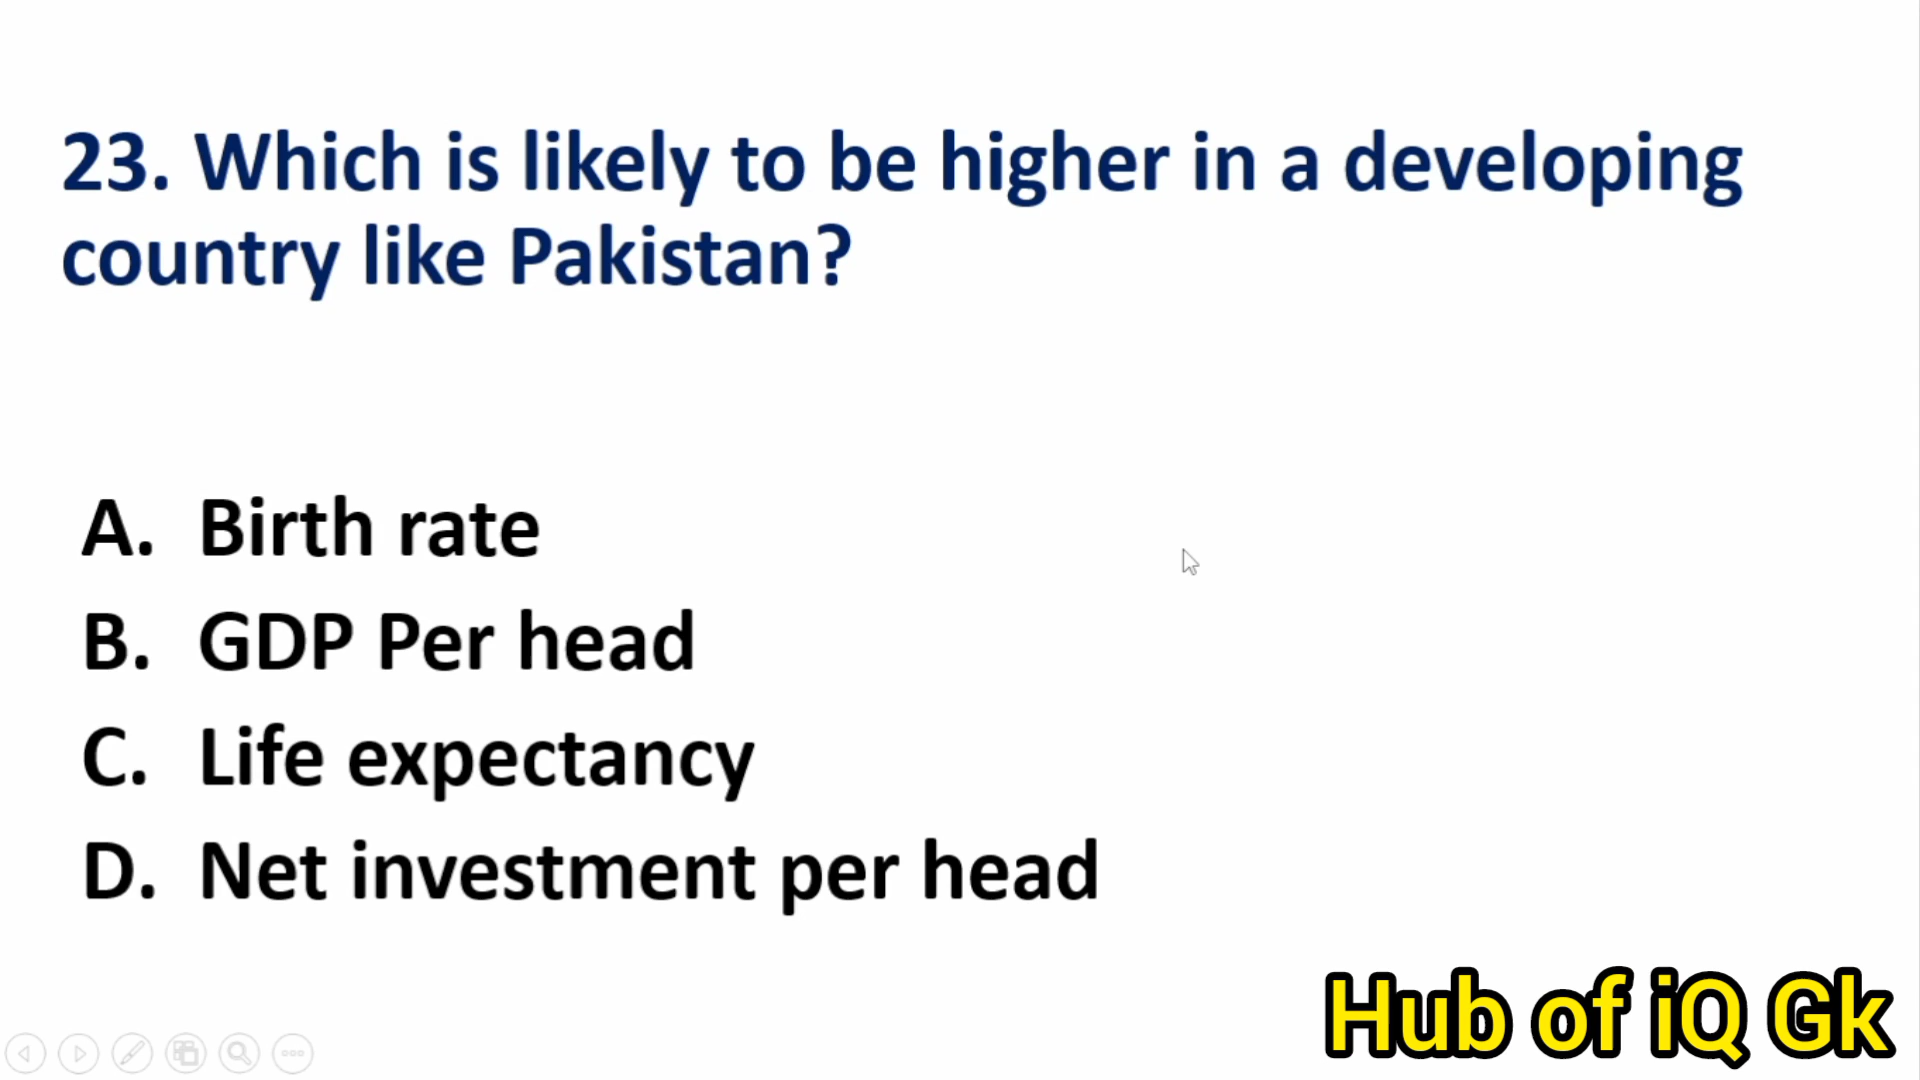 23. Which is likely to be higher in a developing
country like Pakistan?
A. Birth rate
B. GDP Per head
C. Life expectancy
D. Net investment per head
Hub of iQ Gk